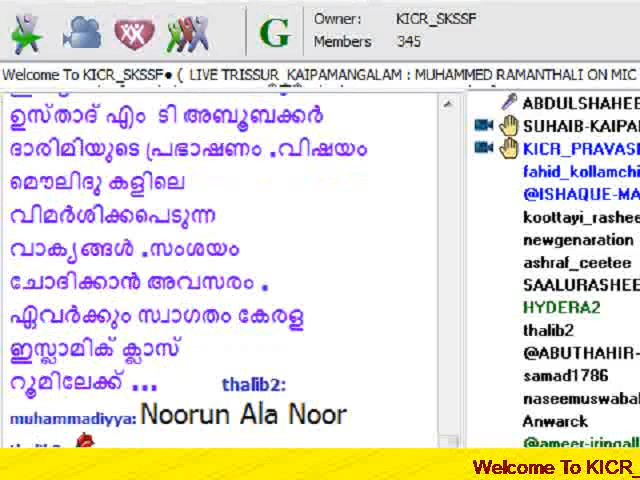 G
Owner: KICR_SKSSF
Members 345
Welcome To KICR_SKSSF● ( LIVE TRISSUR KAIPAMANGALAM : MUHAMMED RAMANTHALI ON MIC
ഉസ്താദ് എം ടി അബൂബക്കർ
ദാരിമിയുടെ പ്രഭാഷണം .വിഷയം
മൌലിദു കളിലെ
വിമർശിക്കപെടുന്ന
വാക്യങ്ങൾ .സംശയം
ചോദിക്കാൻ അവസരം .
ഏവർക്കും സ്വാഗതം കേരള
ഇസ്ലാമിക് ക്ലാസ്
റൂമിലേക്ക് ... thalib2:
muhammadiyya: Noorun Ala Noor
ABDULSHAHEE
SUHAIB-KAIPA
KICR_PRAVAS
fahid_kollamchi
@ISHAQUE-MA
koottayi_rashee
newgenaration
ashraf_ceetee
SAALURASHEE
HYDERA2
thalib2
@ABUTHAHIR-
samad1786
naseemuswabal
Anwarck
@ameer-iringall
Welcome To KICR_